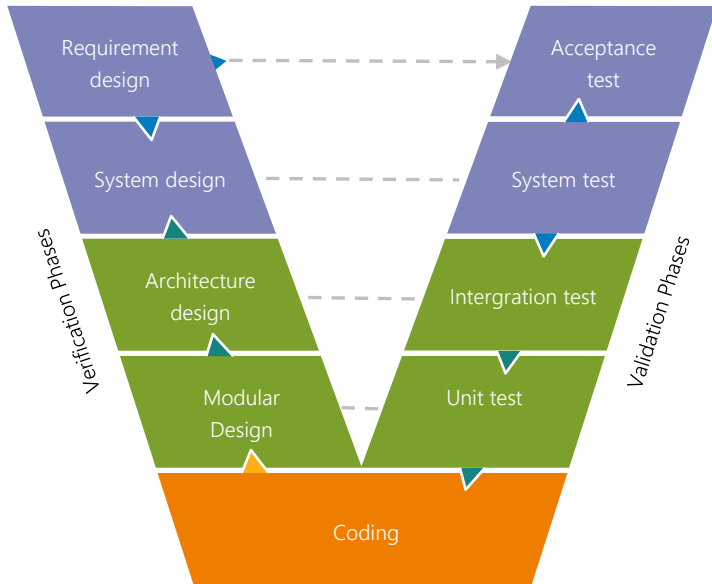 Requirement
design
Acceptance
test
System design
System test
Architecture
design
Intergration test
Modular
Design
Unit test
Coding
Verification Phases
Validation Phases